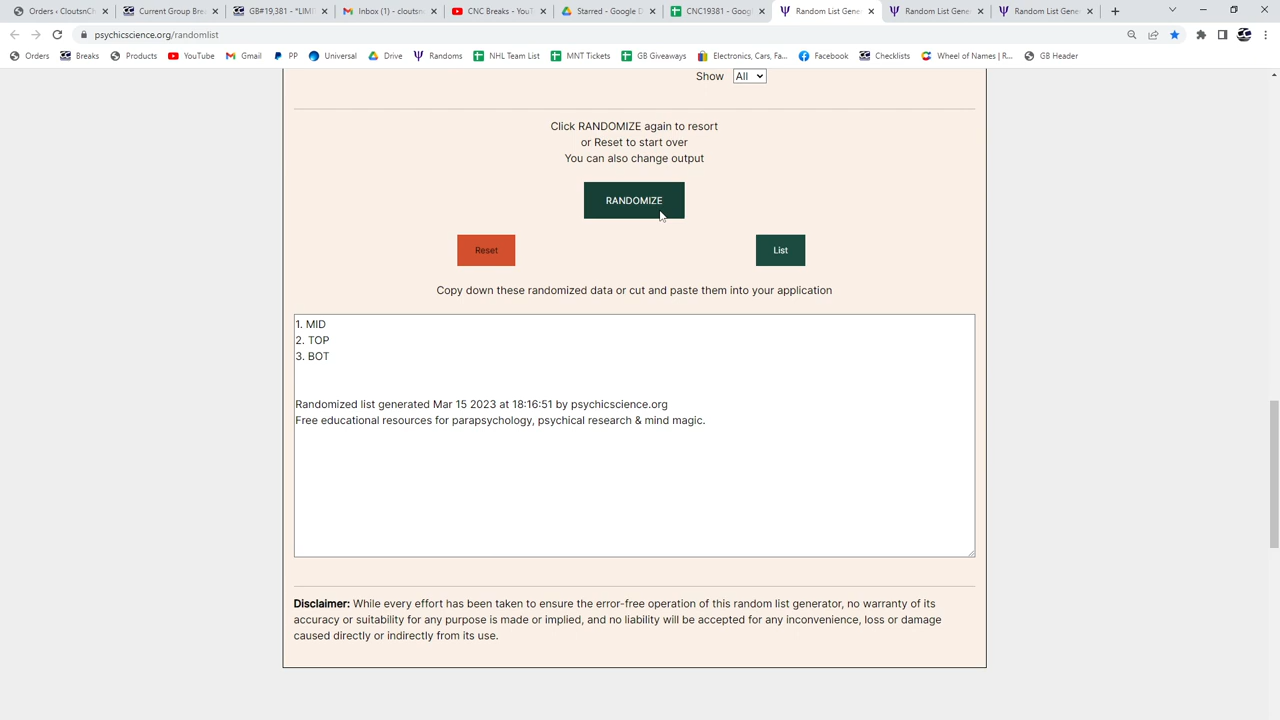 Orders ‹ CloutsnCh
Current Group Break
GB#19,381 - *LIMI
Inbox (1) - cloutsno
CNC Breaks - YouT
Starred - Google D
CNC19381 - Googl
Random List Gene
Random List Gene
Random List Gene
psychicscience.org/randomlist
Orders
Breaks
Products
YouTube
Gmail
PP
Universal
Drive
Randoms
NHL Team List
MNT Tickets
GB Giveaways
Electronics, Cars, Fa...
Facebook
Checklists
Wheel of Names | R...
GB Header
Show All
Click RANDOMIZE again to resort
or Reset to start over
You can also change output
RANDOMIZE
Reset
List
Copy down these randomized data or cut and paste them into your application
1. MID
2. TOP
3. BOT
Randomized list generated Mar 15 2023 at 18:16:51 by psychicscience.org
Free educational resources for parapsychology, psychical research & mind magic.
Disclaimer: While every effort has been taken to ensure the error-free operation of this random list generator, no warranty of its
accuracy or suitability for any purpose is made or implied, and no liability will be accepted for any inconvenience, loss or damage
caused directly or indirectly from its use.